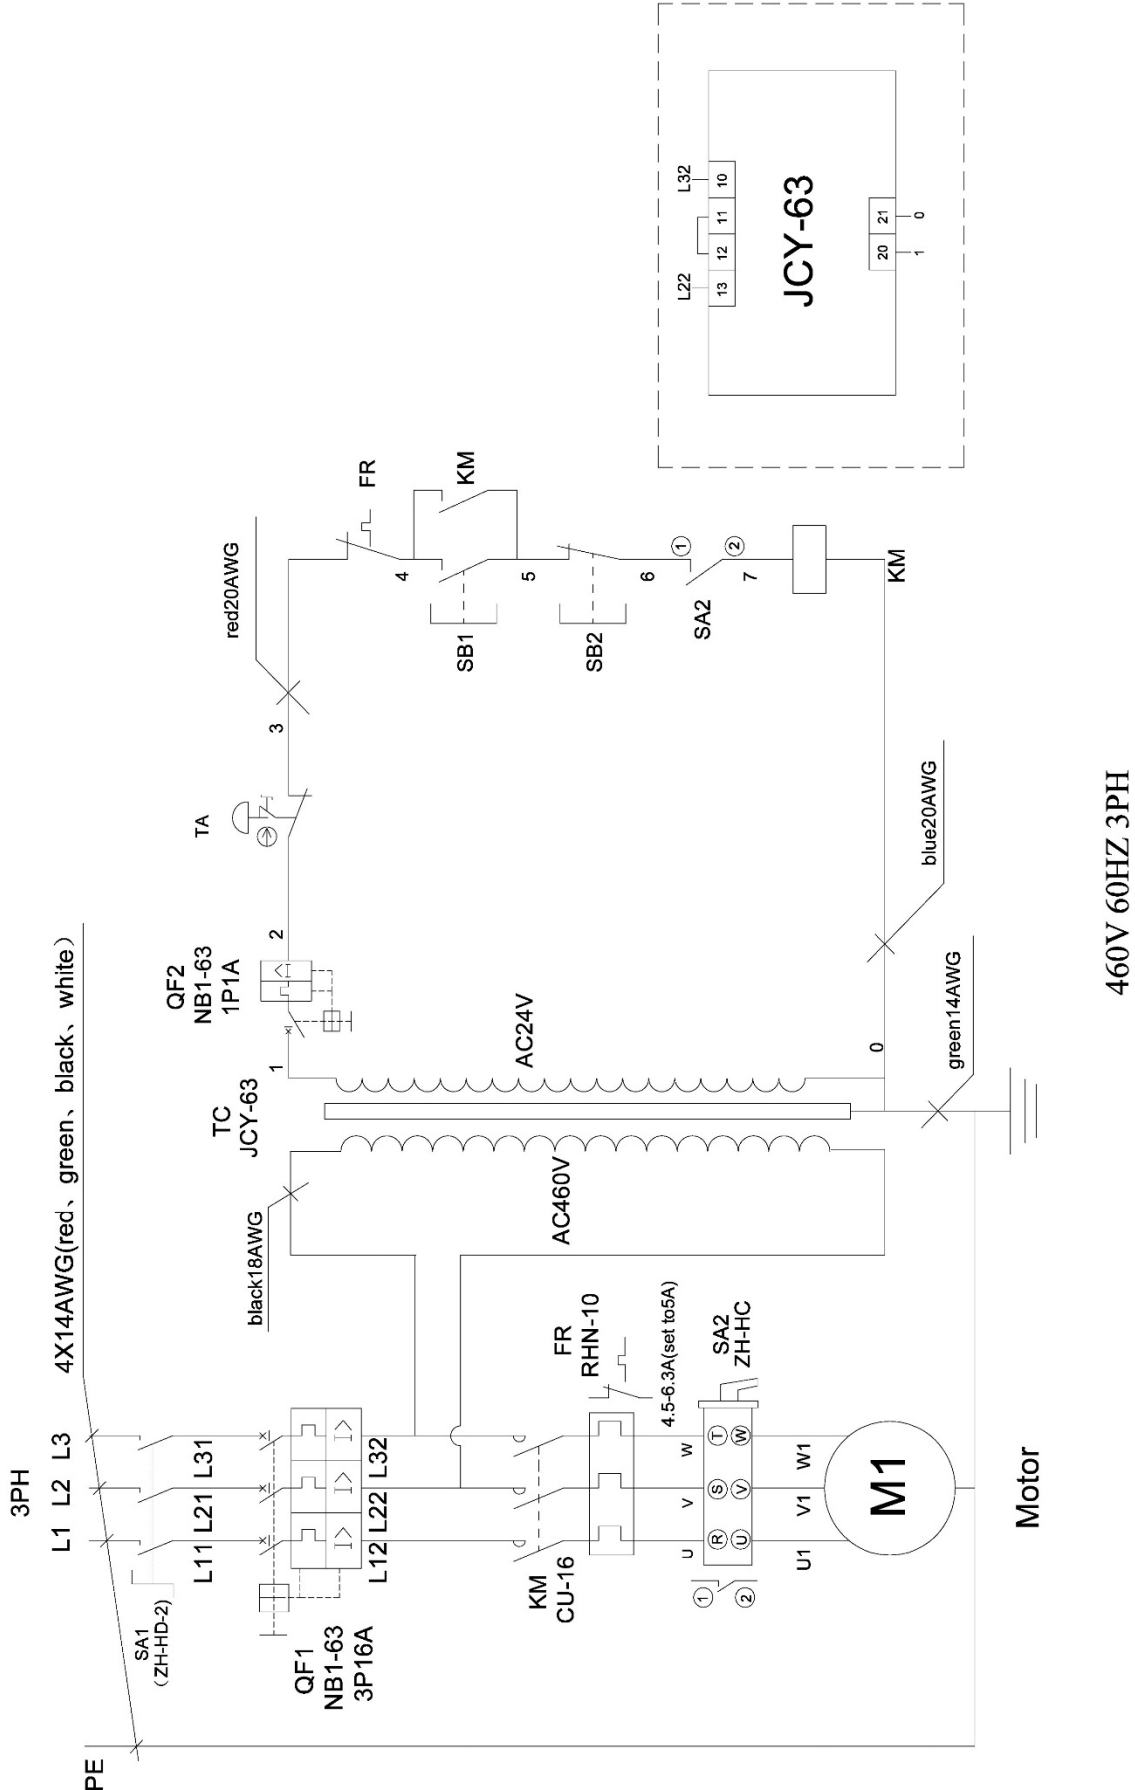 3PH
L1
L2
L3
4X14AWG(red、green、black、white)
PE
SA1
（ZH-HD-2）
L11
L21
L31
QF1
NB1-63
3P16A
L12
L22
L32
KM
CU-16
FR
RHN-10
4.5-6.3A(set to5A)
U
V
W
R
S
T
U
V
W
SA2
ZH-HC
1
2
U1
V1
W1
M1
Motor
black18AWG
AC460V
TC
JCY-63
AC24V
1
QF2
NB1-63
1P1A
2
TA
3
red20AWG
FR
4
KM
SB1
5
SB2
6
1
SA2
2
7
KM
0
blue20AWG
green14AWG
L22
L32
13
12
11
10
JCY-63
20
21
1
0
460V 60HZ 3PH